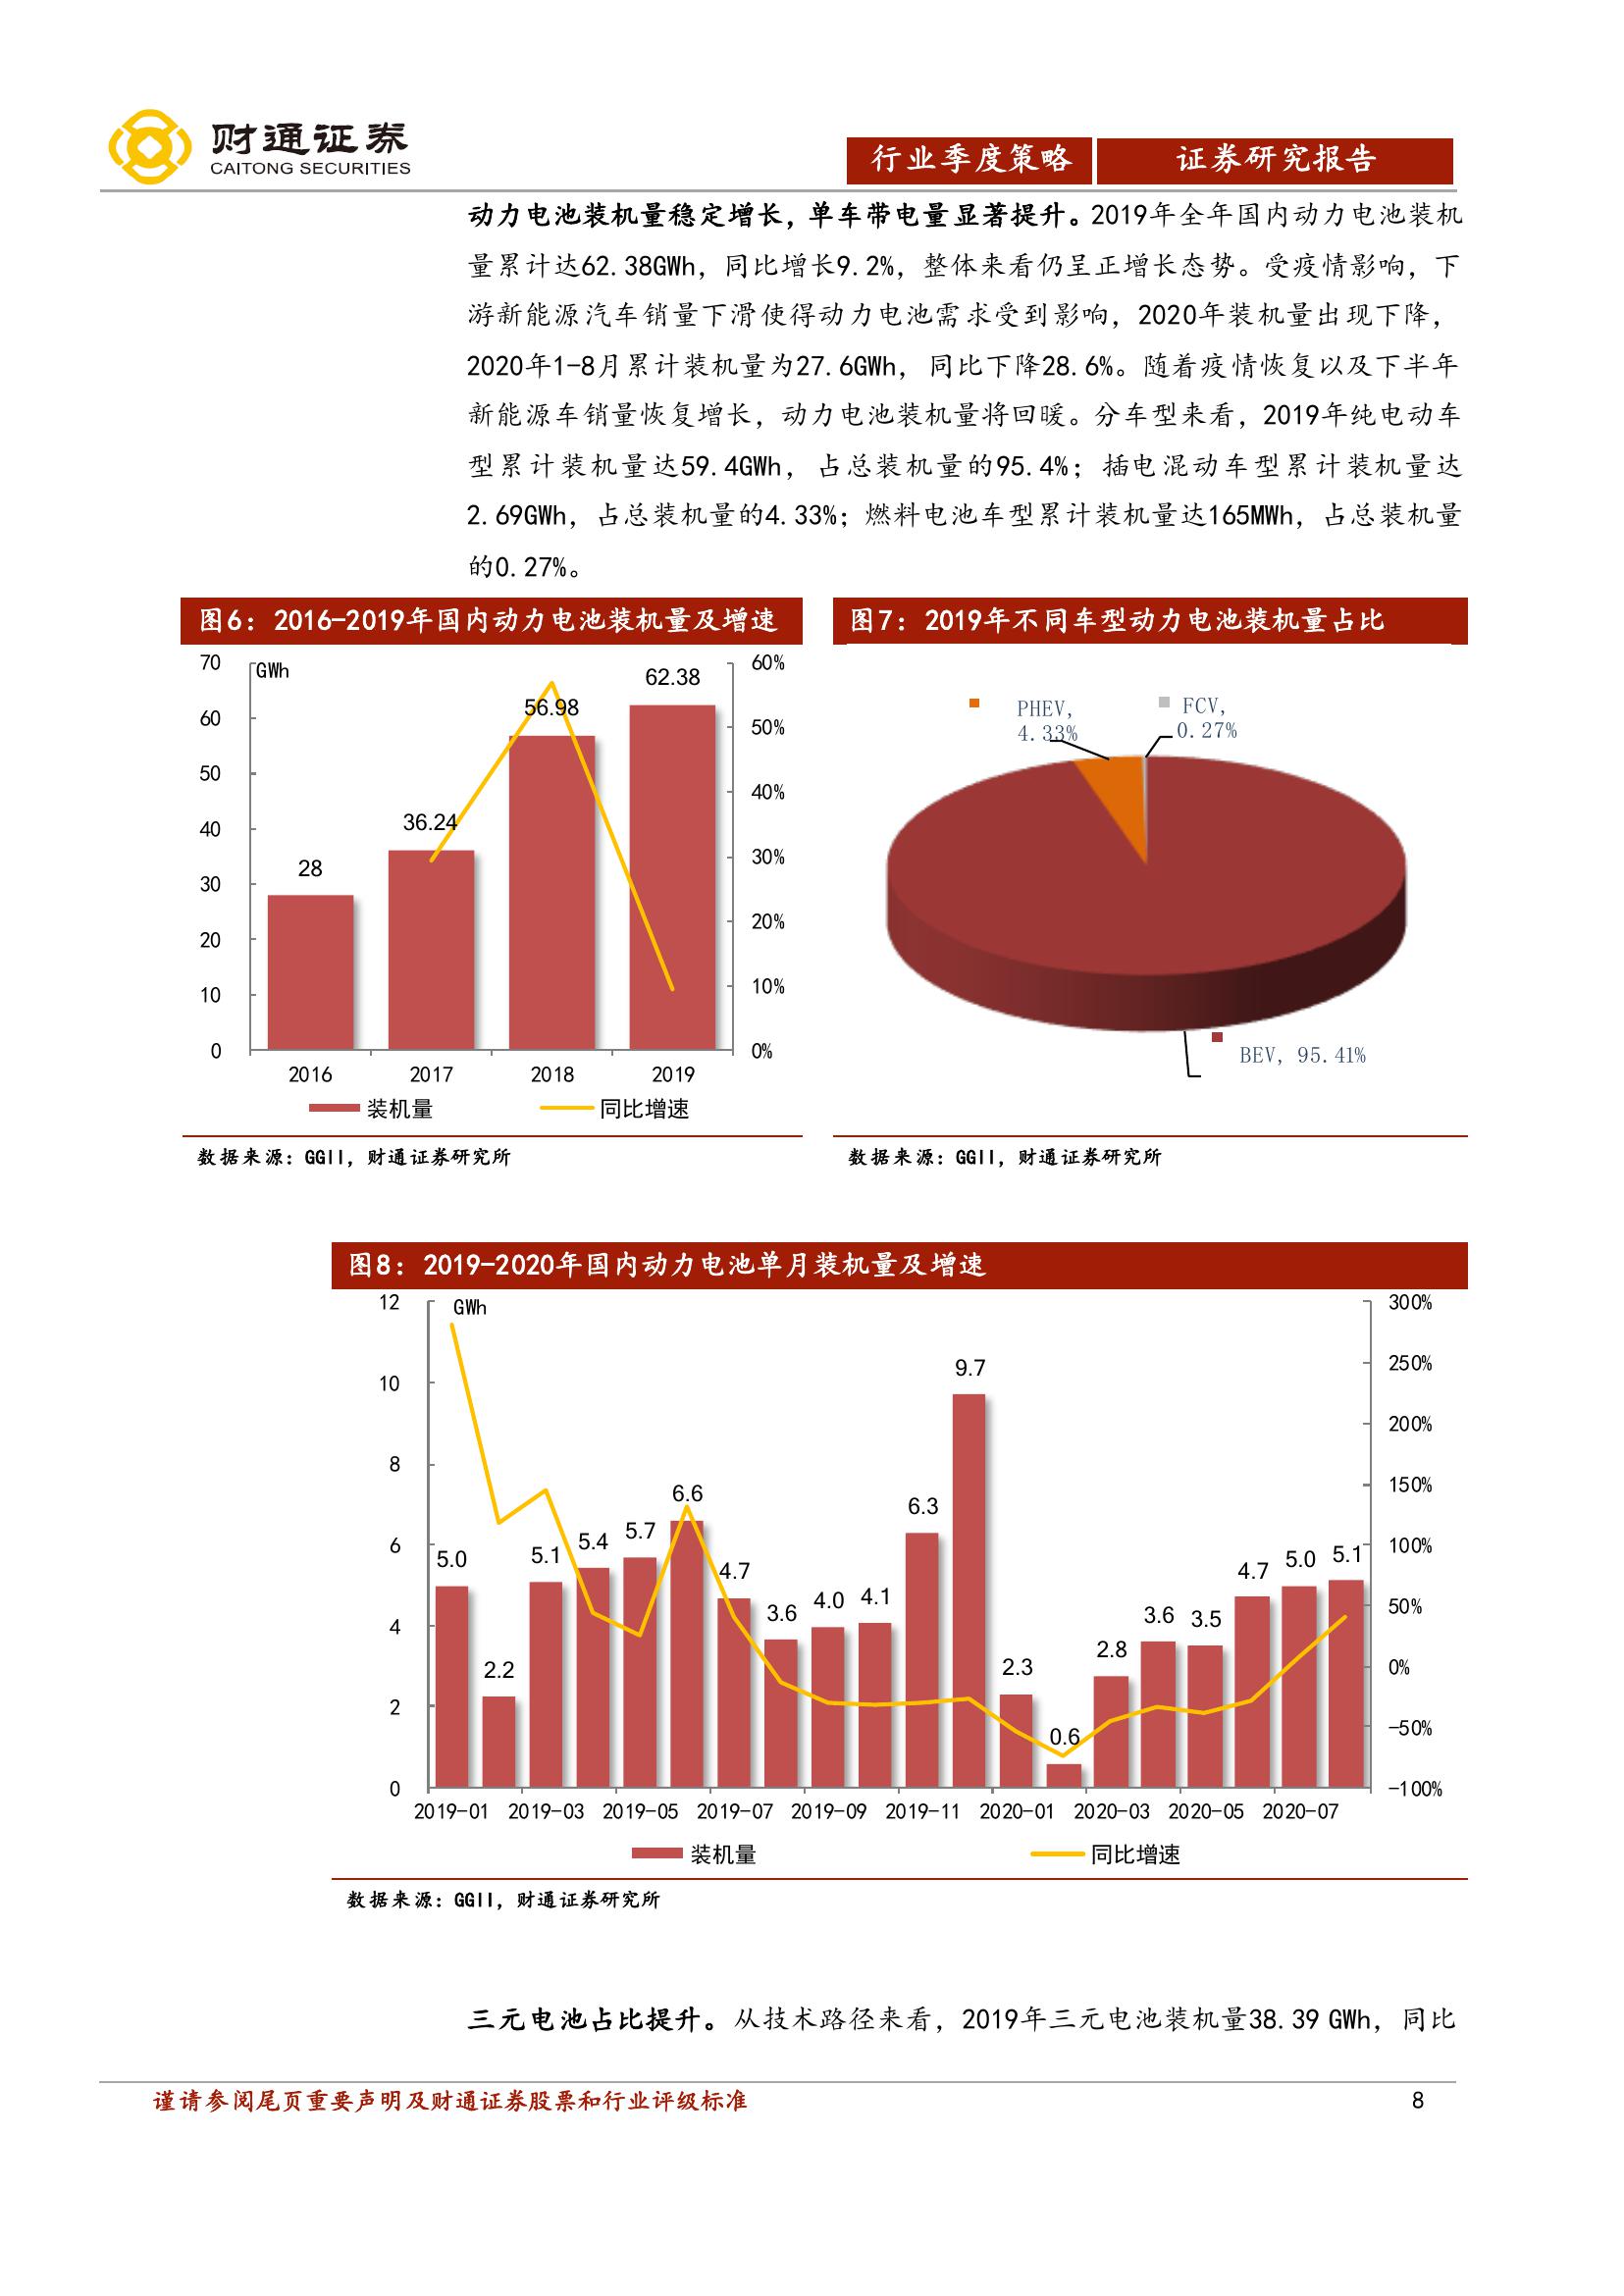 财通证券
CAITONG SECURITIES
行业季度策略 证券研究报告
动力电池装机量稳定增长，单车带电量显著提升。2019年全年国内动力电池装机
量累计达62.38GWh，同比增长9.2%，整体来看仍呈正增长态势。受疫情影响，下
游新能源汽车销量下滑使得动力电池需求受到影响，2020年装机量出现下降，
2020年1-8月累计装机量为27.6GWh，同比下降28.6%。随着疫情恢复以及下半年
新能源车销量恢复增长，动力电池装机量将回暖。分车型来看，2019年纯电动车
型累计装机量达59.4GWh，占总装机量的95.4%；插电混动车型累计装机量达
2.69GWh，占总装机量的4.33%；燃料电池车型累计装机量达165MWh，占总装机量
的0.27%。
图6：2016-2019年国内动力电池装机量及增速
70
60
50
40
30
20
10
0
GWh
28
36.24
56.98
62.38
60%
50%
40%
30%
20%
10%
0%
2016 2017 2018 2019
装机量 同比增速
数据来源：GGII，财通证券研究所
图7：2019年不同车型动力电池装机量占比
PHEV,
4.33%
FCV,
0.27%
BEV, 95.41%
数据来源：GGII，财通证券研究所
图8：2019-2020年国内动力电池单月装机量及增速
12
10
8
6
4
2
0
GWh
5.0 2.2 5.1 5.4 5.7 6.6 4.7 3.6 4.0 4.1 6.3 9.7 2.3 0.6 2.8 3.6 3.5 4.7 5.0 5.1
300%
250%
200%
150%
100%
50%
0%
-50%
-100%
2019-01 2019-03 2019-05 2019-07 2019-09 2019-11 2020-01 2020-03 2020-05 2020-07
装机量 同比增速
数据来源：GGII，财通证券研究所
三元电池占比提升。从技术路径来看，2019年三元电池装机量38.39 GWh，同比
谨请参阅尾页重要声明及财通证券股票和行业评级标准 8